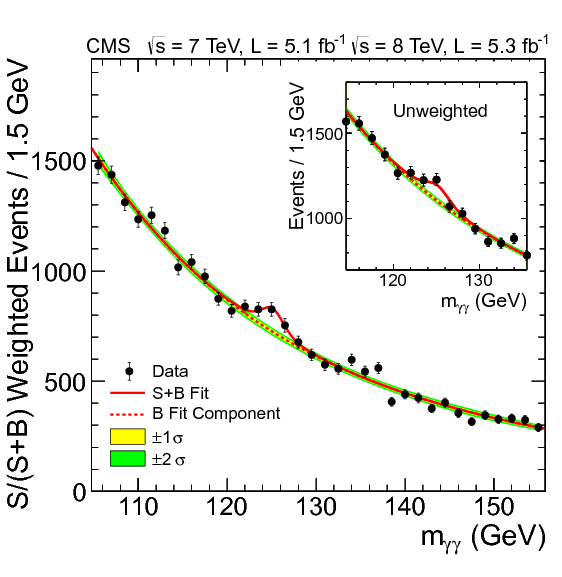 CMS √s = 7 TeV, L = 5.1 fb⁻¹ √s = 8 TeV, L = 5.3 fb⁻¹
S/(S+B) Weighted Events / 1.5 GeV
1500
1000
500
0
110 120 130 140 150
m_γγ (GeV)
Data
S+B Fit
B Fit Component
±1 σ
±2 σ
Unweighted
Events / 1.5 GeV
1500
1000
120 130
m_γγ (GeV)